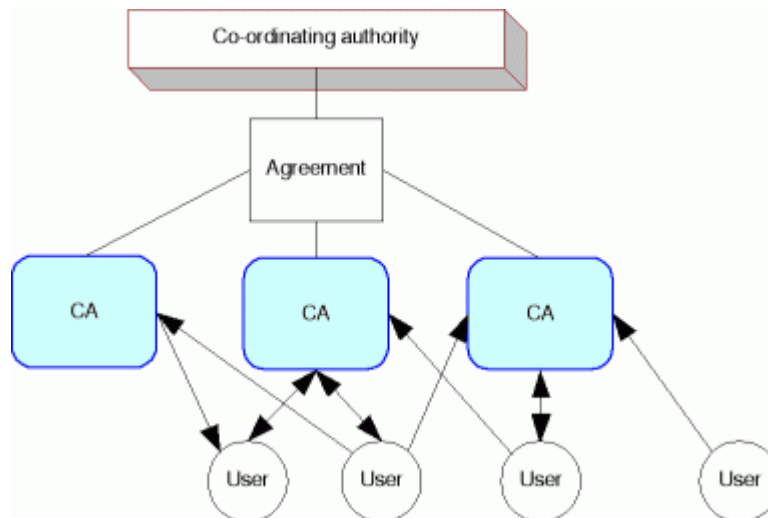 Co-ordinating authority
Agreement
CA
CA
CA
User
User
User
User